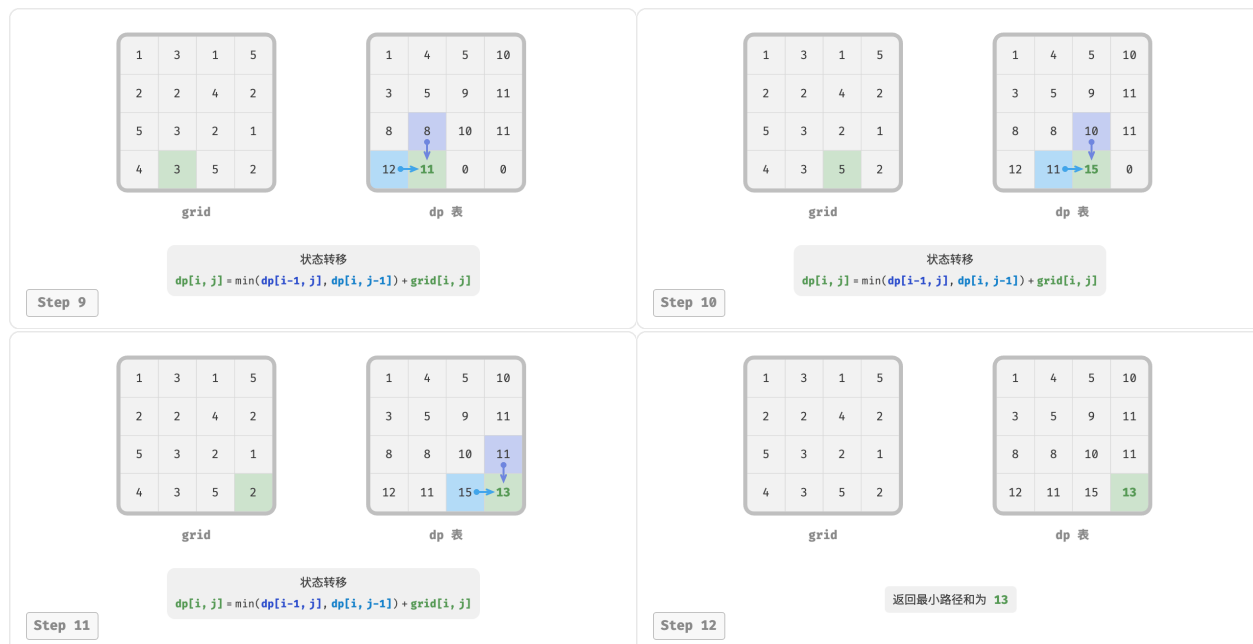 1 3 1 5 1 4 5 10
2 2 4 2 3 5 9 11
5 3 2 1 8 8 10 11
4 3 5 2 12 11 0 0
grid dp 表
状态转移
dp[i, j] = min(dp[i-1, j], dp[i, j-1]) + grid[i, j]
Step 9
1 3 1 5 1 4 5 10
2 2 4 2 3 5 9 11
5 3 2 1 8 8 10 11
4 3 5 2 12 11 15 0
grid dp 表
状态转移
dp[i, j] = min(dp[i-1, j], dp[i, j-1]) + grid[i, j]
Step 10
1 3 1 5 1 4 5 10
2 2 4 2 3 5 9 11
5 3 2 1 8 8 10 11
4 3 5 2 12 11 15 13
grid dp 表
状态转移
dp[i, j] = min(dp[i-1, j], dp[i, j-1]) + grid[i, j]
Step 11
1 3 1 5 1 4 5 10
2 2 4 2 3 5 9 11
5 3 2 1 8 8 10 11
4 3 5 2 12 11 15 13
grid dp 表
返回最小路径和为 13
Step 12